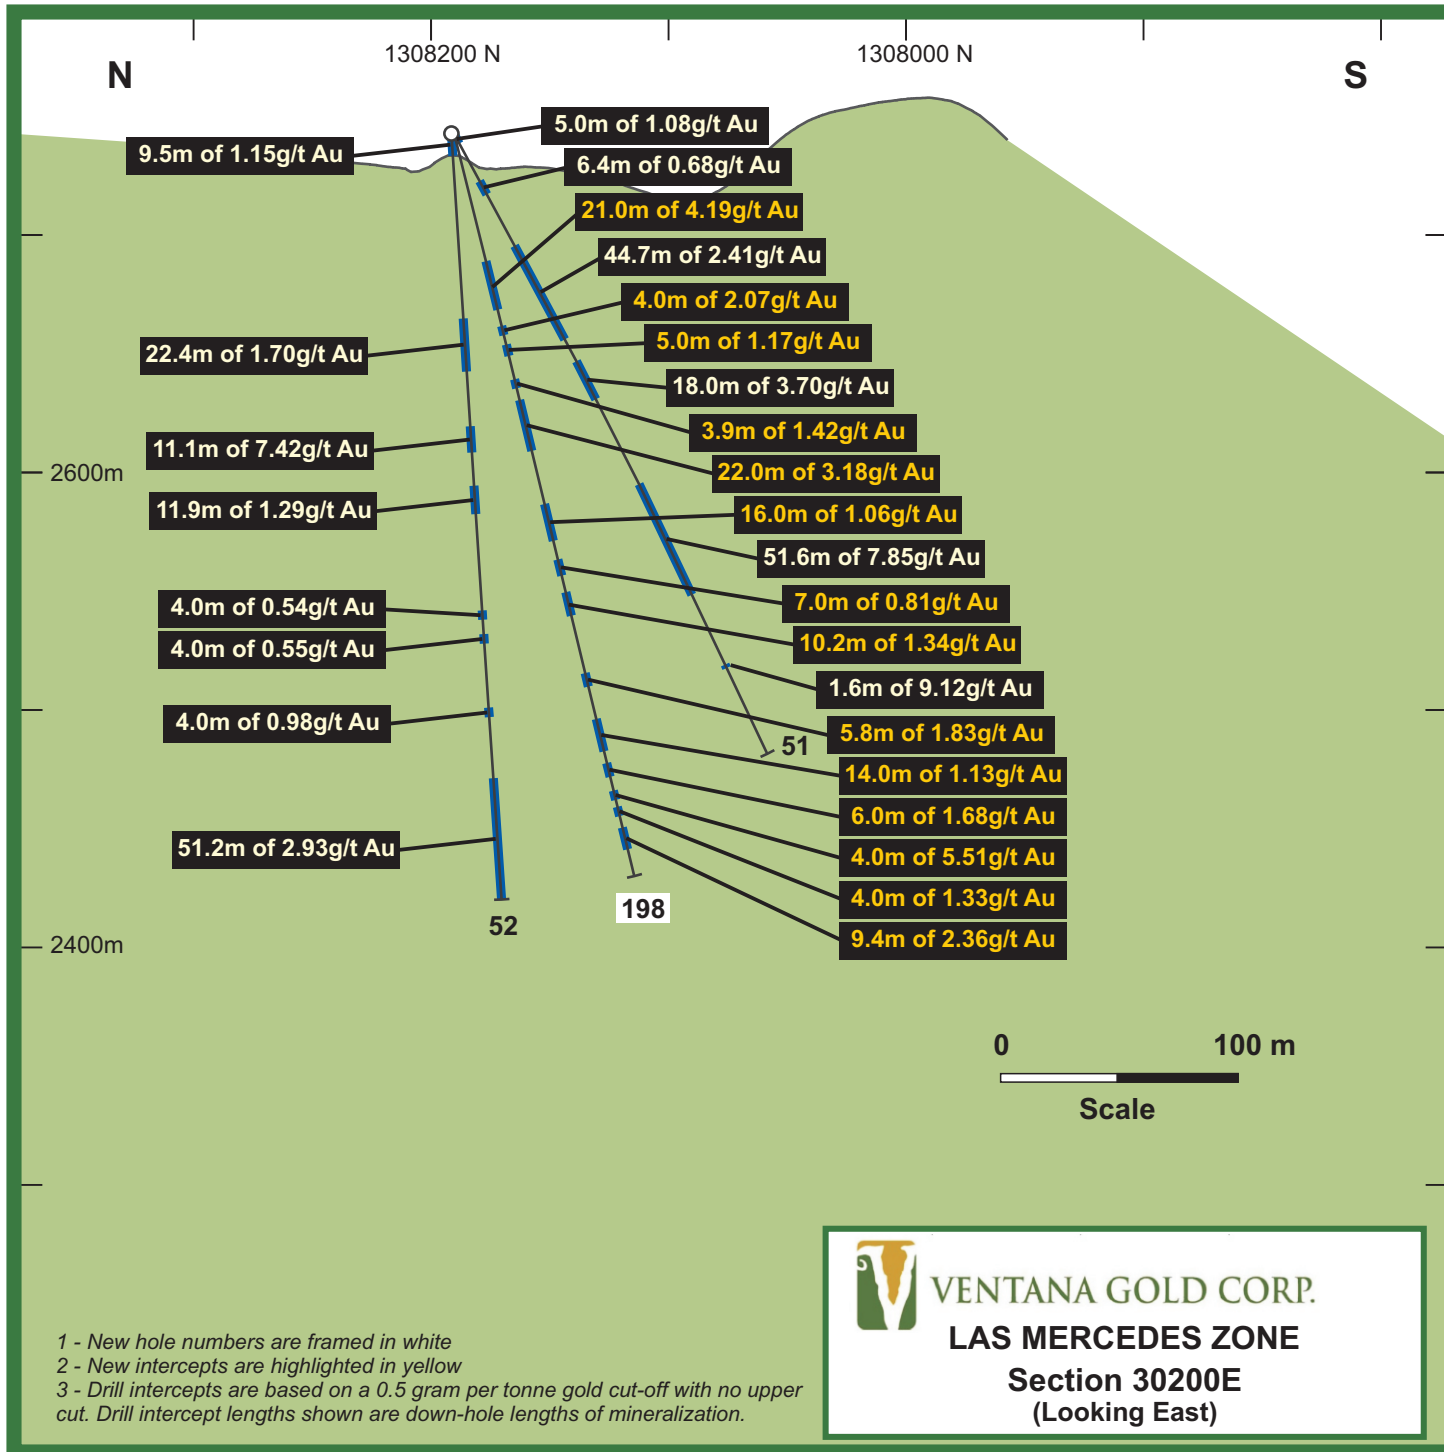 1308200 N
1308000 N
N
S
5.0m of 1.08g/t Au
9.5m of 1.15g/t Au
6.4m of 0.68g/t Au
21.0m of 4.19g/t Au
44.7m of 2.41g/t Au
4.0m of 2.07g/t Au
5.0m of 1.17g/t Au
22.4m of 1.70g/t Au
18.0m of 3.70g/t Au
3.9m of 1.42g/t Au
11.1m of 7.42g/t Au
2600m
22.0m of 3.18g/t Au
11.9m of 1.29g/t Au
16.0m of 1.06g/t Au
51.6m of 7.85g/t Au
4.0m of 0.54g/t Au
7.0m of 0.81g/t Au
4.0m of 0.55g/t Au
10.2m of 1.34g/t Au
1.6m of 9.12g/t Au
4.0m of 0.98g/t Au
5.8m of 1.83g/t Au
51
14.0m of 1.13g/t Au
6.0m of 1.68g/t Au
51.2m of 2.93g/t Au
4.0m of 5.51g/t Au
4.0m of 1.33g/t Au
198
52
9.4m of 2.36g/t Au
2400m
0
100 m
Scale
VENTANA GOLD CORP.
LAS MERCEDES ZONE
Section 30200E
(Looking East)
1 - New hole numbers are framed in white
2 - New intercepts are highlighted in yellow
3 - Drill intercepts are based on a 0.5 gram per tonne gold cut-off with no upper
cut. Drill intercept lengths shown are down-hole lengths of mineralization.